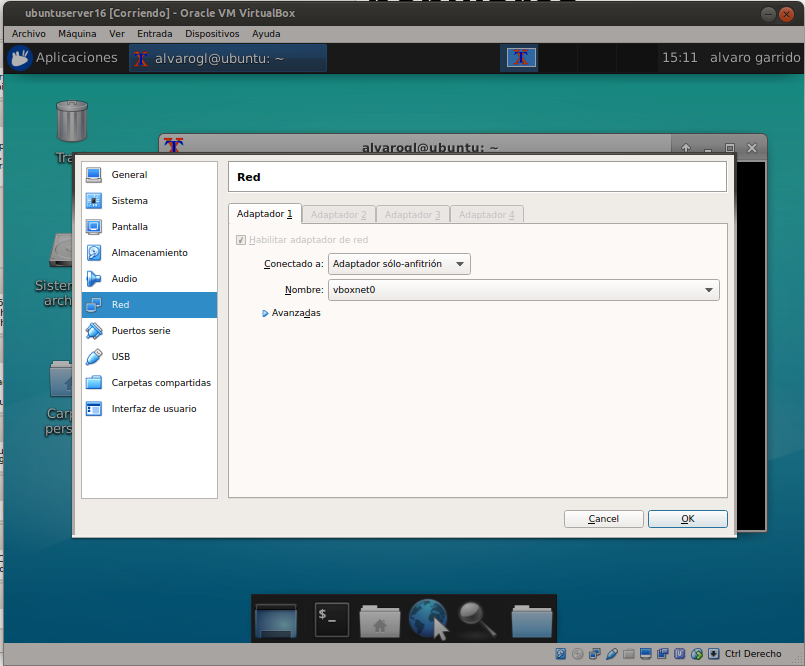 ubuntuserver16 [Corriendo] - Oracle VM VirtualBox
Archivo Máquina Ver Entrada Dispositivos Ayuda
Aplicaciones alvarogl@ubuntu: ~ 15:11 alvaro garrido
alvarogl@ubuntu: ~
General
Sistema
Pantalla
Almacenamiento
Audio
Red
Puertos serie
USB
Carpetas compartidas
Interfaz de usuario
Red
Adaptador 1 Adaptador 2 Adaptador 3 Adaptador 4
Habilitar adaptador de red
Conectado a: Adaptador sólo-anfitrión
Nombre: vboxnet0
Avanzadas
Cancel OK
Sistem
arch
Carp
pers
$_
Ctrl Derecho